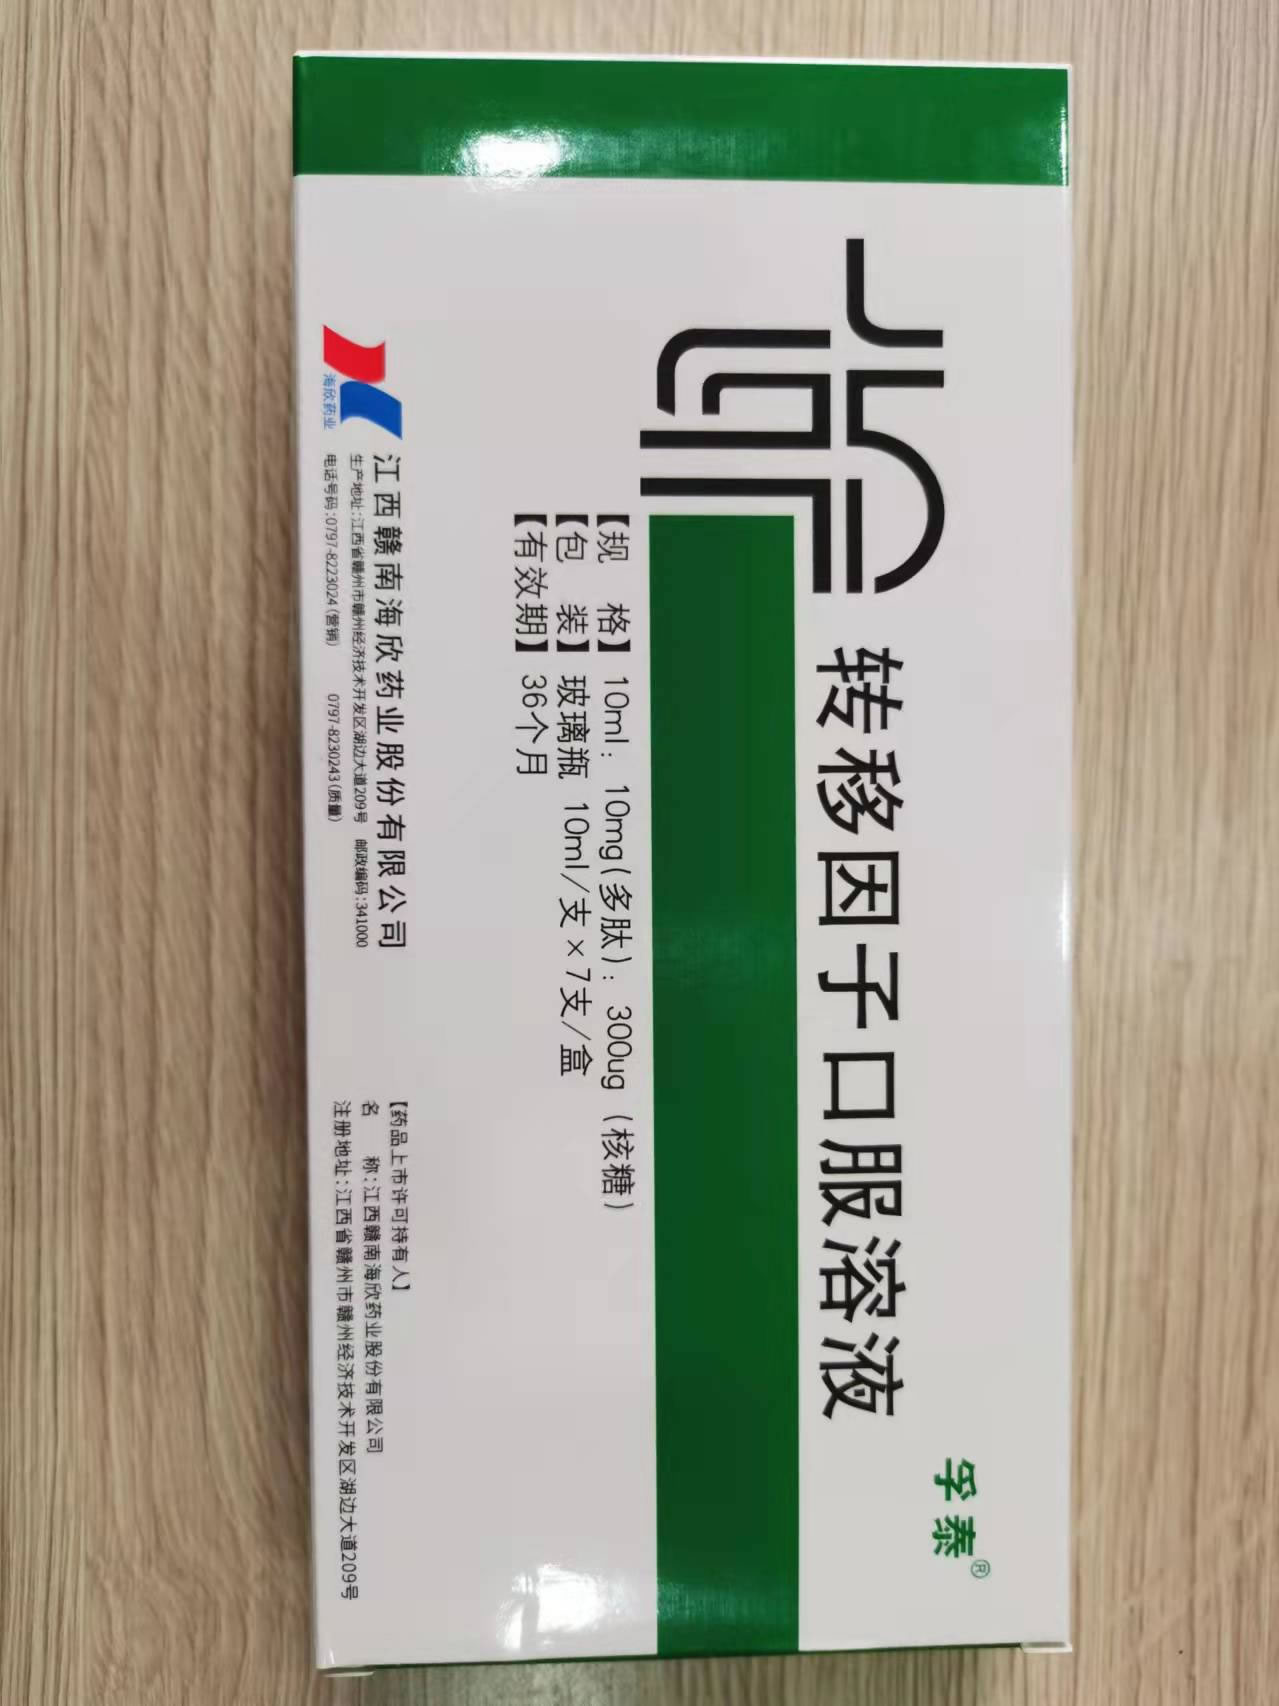 孚泰®
转移因子口服溶液
【规 格】10ml：10mg(多肽)：300ug（核糖）
【包 装】玻璃瓶 10ml/支×7支/盒
【有效期】36个月
海欣药业
江西赣南海欣药业股份有限公司
生产地址:江西省赣州市赣州经济技术开发区湖边大道209号 邮政编码:341000
电话号码:0797-8223024(营销) 0797-8230243(质量)
【药品上市许可持有人】
名 称:江西赣南海欣药业股份有限公司
注册地址:江西省赣州市赣州经济技术开发区湖边大道209号